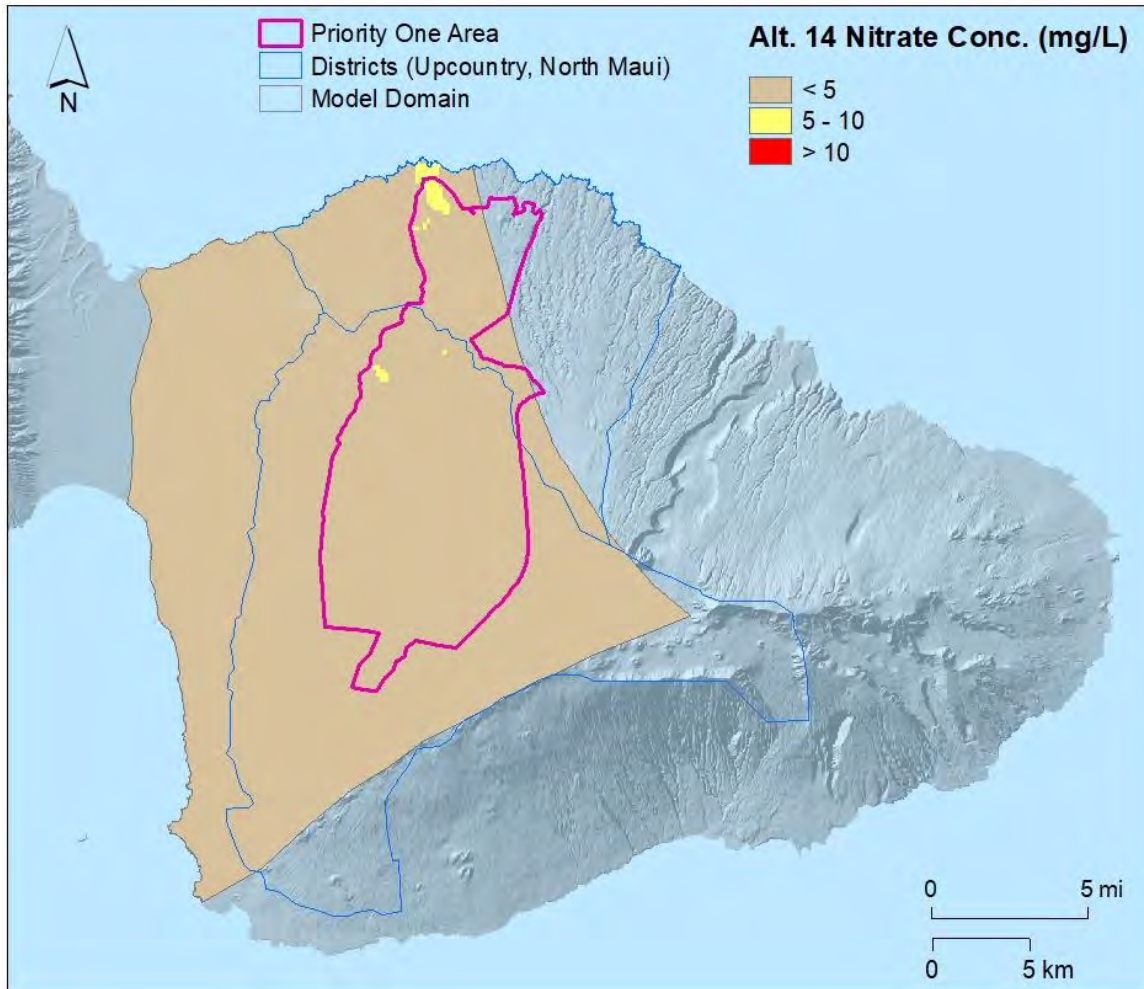 N
Priority One Area
Districts (Upcountry, North Maui)
Model Domain
Alt. 14 Nitrate Conc. (mg/L)
< 5
5 - 10
> 10
0 5 mi
0 5 km